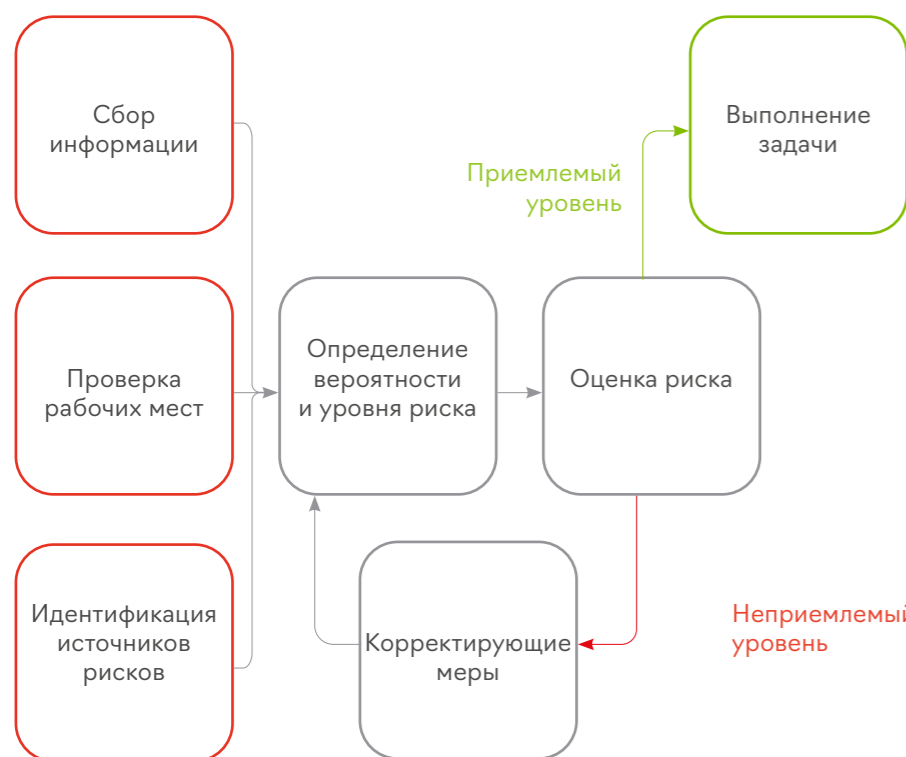 Сбор
информации
Выполнение
задачи
Приемлемый
уровень
Проверка
рабочих мест
Определение
вероятности
и уровня риска
Оценка риска
Идентификация
источников
рисков
Корректирующие
меры
Неприемлемый
уровень